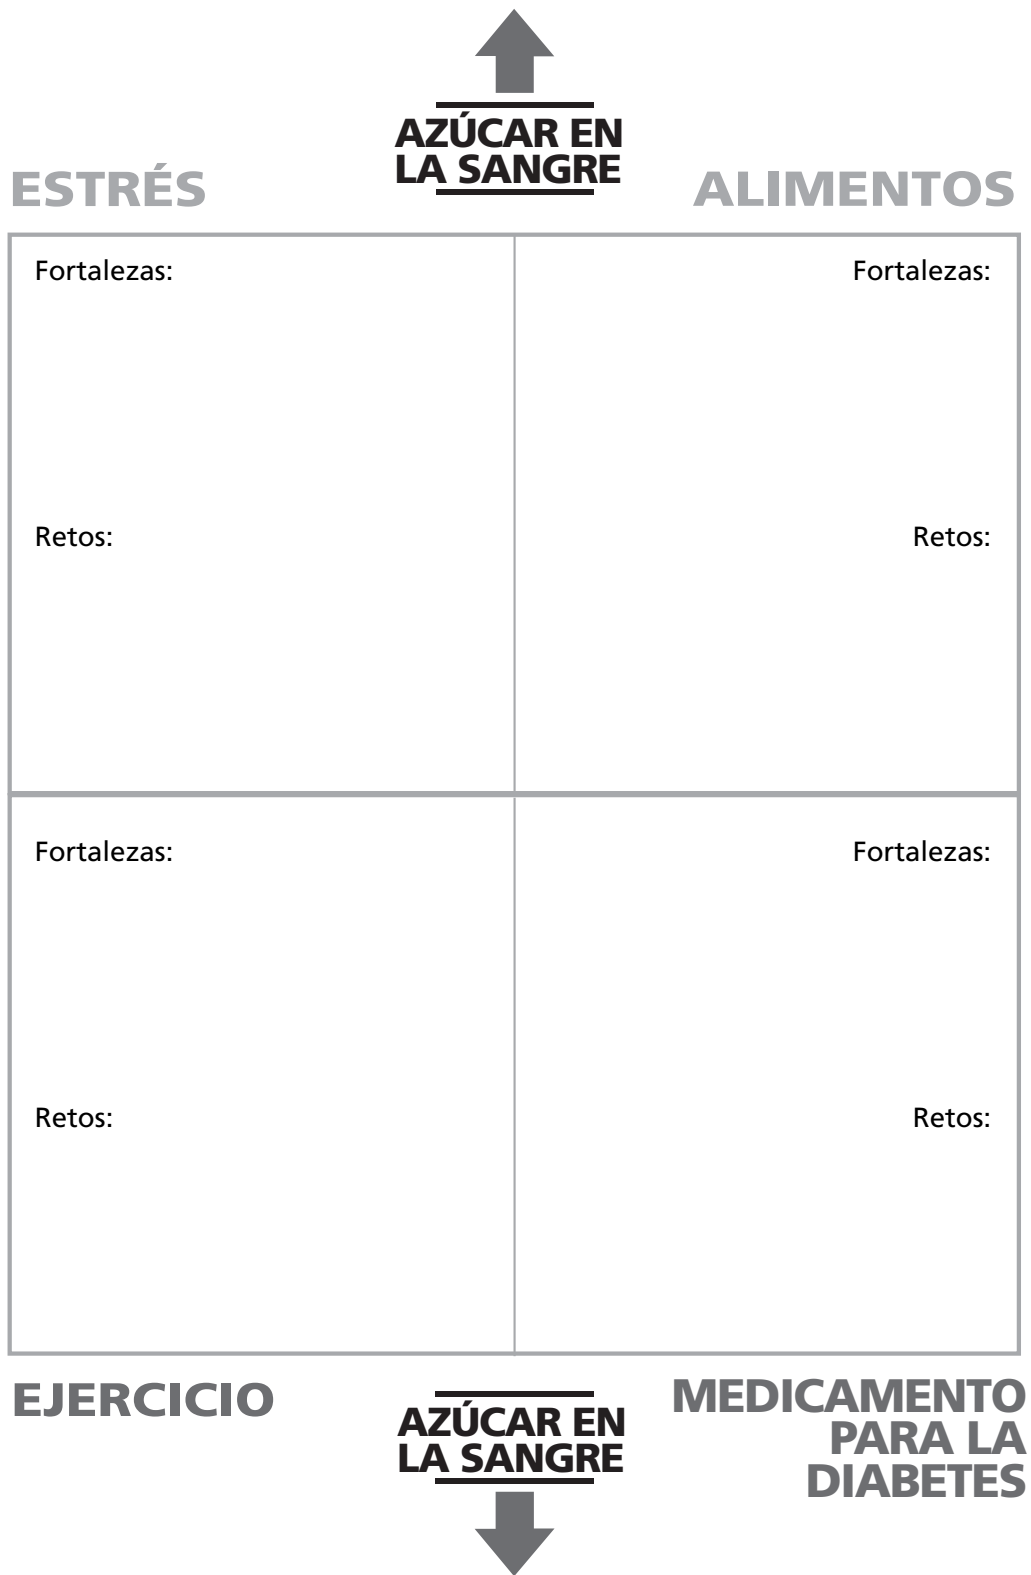 AZÚCAR EN
LA SANGRE
ESTRÉS
ALIMENTOS
Fortalezas:
Fortalezas:
Retos:
Retos:
Fortalezas:
Fortalezas:
Retos:
Retos:
EJERCICIO
AZÚCAR EN
LA SANGRE
MEDICAMENTO
PARA LA
DIABETES